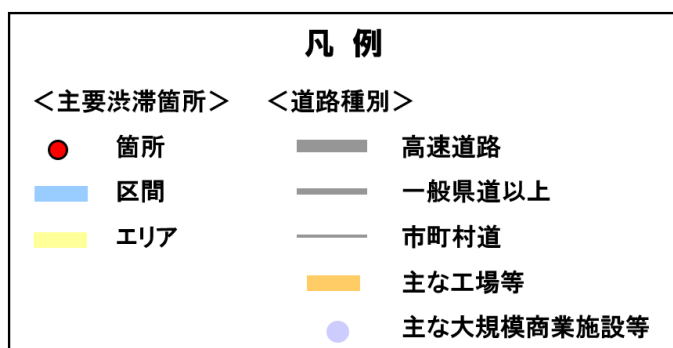 凡 例
＜主要渋滞箇所＞
箇所
区間
エリア
＜道路種別＞
高速道路
一般県道以上
市町村道
主な工場等
主な大規模商業施設等